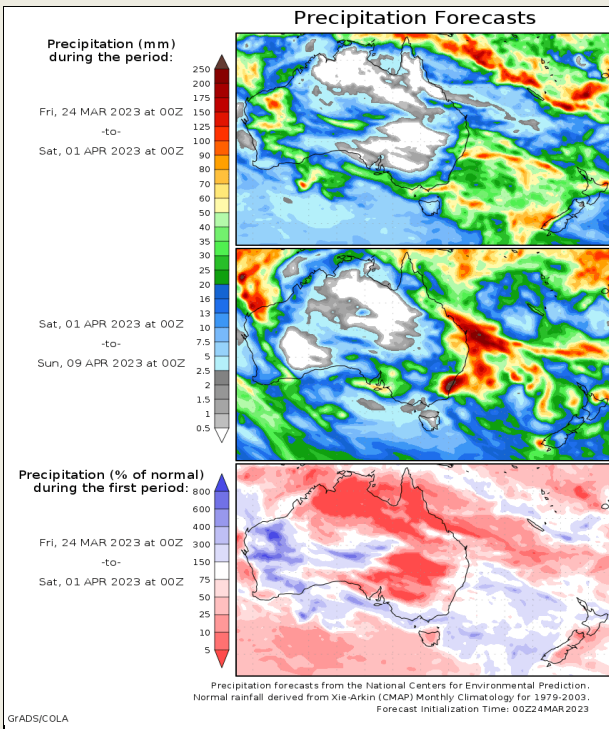 Precipitation Forecasts
Precipitation (mm)
during the period:
Fri, 24 MAR 2023 at 00Z
-to-
Sat, 01 APR 2023 at 00Z
250
200
175
150
125
100
90
80
70
60
50
40
35
30
25
20
16
13
10
7.5
5
2.5
2
1.5
1
0.5
Sat, 01 APR 2023 at 00Z
-to-
Sun, 09 APR 2023 at 00Z
Precipitation (% of normal)
during the first period:
Fri, 24 MAR 2023 at 00Z
-to-
Sat, 01 APR 2023 at 00Z
800
600
400
300
150
75
50
25
10
5
Precipitation forecasts from the National Centers for Environmental Prediction.
Normal rainfall derived from Xie-Arkin (CMAP) Monthly Climatology for 1979-2003.
Forecast Initialization Time: 00Z24MAR2023
GrADS/COLA